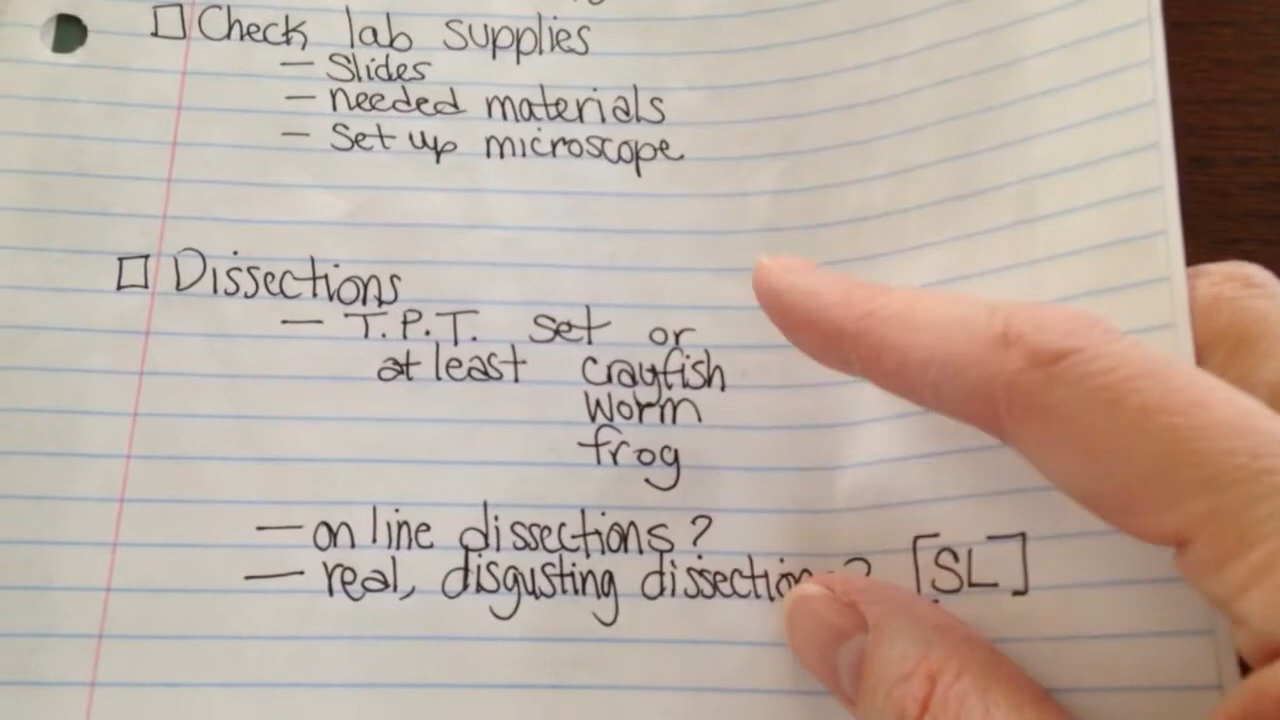 Check lab supplies
- Slides
- needed materials
- Set up microscope
Dissections
- T.P.T. set or
at least crayfish
worm
frog
- on line dissections?
- real, disgusting dissection ? [SL]